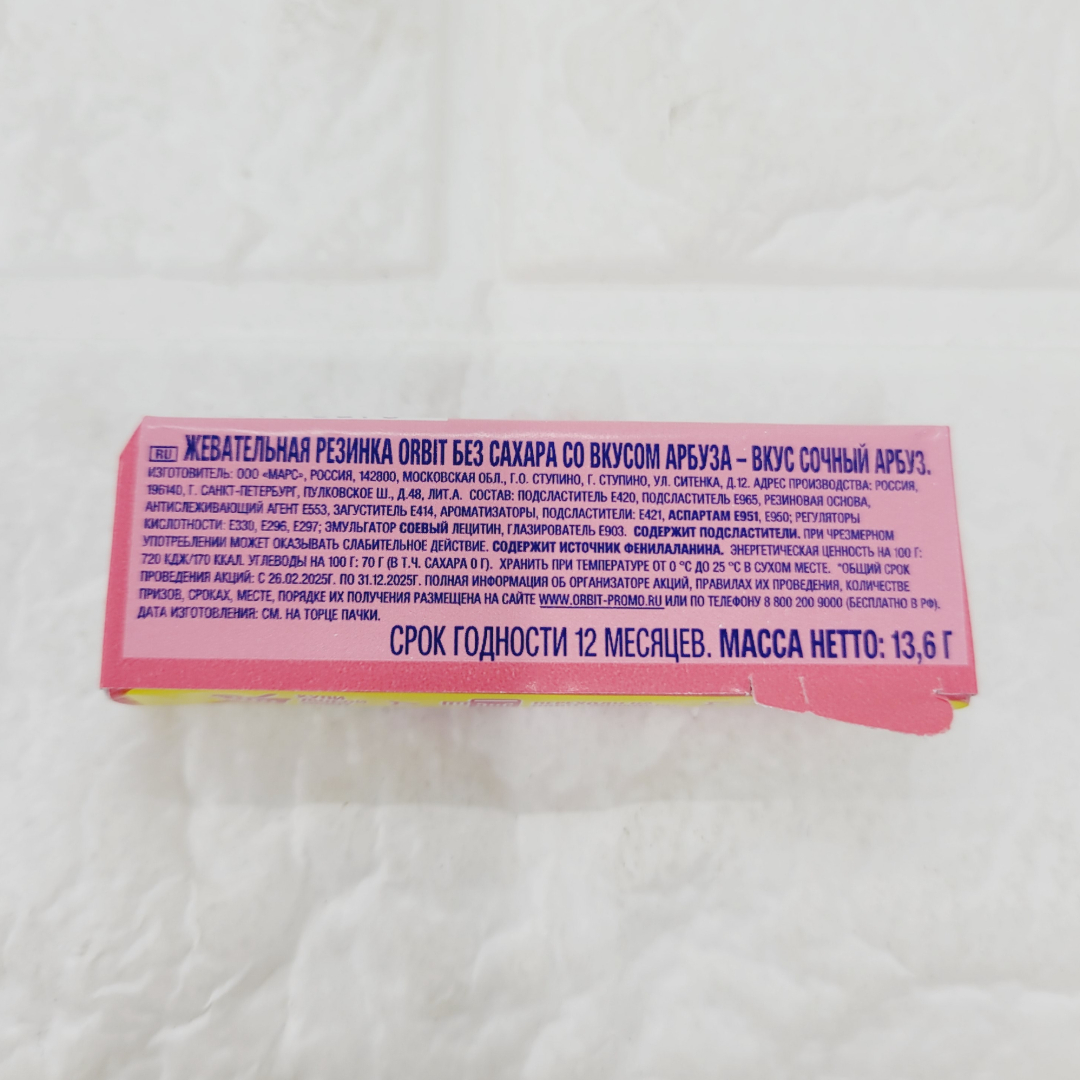 RU ЖЕВАТЕЛЬНАЯ РЕЗИНКА ORBIT БЕЗ САХАРА СО ВКУСОМ АРБУЗА – ВКУС СОЧНЫЙ АРБУЗ.
ИЗГОТОВИТЕЛЬ: ООО «МАРС», РОССИЯ, 142800, МОСКОВСКАЯ ОБЛ., Г.О. СТУПИНО, Г. СТУПИНО, УЛ. СИТЕНКА, Д.12. АДРЕС ПРОИЗВОДСТВА: РОССИЯ,
196140, Г. САНКТ-ПЕТЕРБУРГ, ПУЛКОВСКОЕ Ш., Д.48, ЛИТ.А. СОСТАВ: ПОДСЛАСТИТЕЛЬ Е420, ПОДСЛАСТИТЕЛЬ Е965, РЕЗИНОВАЯ ОСНОВА,
АНТИСЛЕЖИВАЮЩИЙ АГЕНТ Е553, ЗАГУСТИТЕЛЬ Е414, АРОМАТИЗАТОРЫ, ПОДСЛАСТИТЕЛИ: Е421, АСПАРТАМ Е951, Е950; РЕГУЛЯТОРЫ
КИСЛОТНОСТИ: Е330, Е296, Е297; ЭМУЛЬГАТОР СОЕВЫЙ ЛЕЦИТИН, ГЛАЗИРОВАТЕЛЬ Е903. СОДЕРЖИТ ПОДСЛАСТИТЕЛИ. ПРИ ЧРЕЗМЕРНОМ
УПОТРЕБЛЕНИИ МОЖЕТ ОКАЗЫВАТЬ СЛАБИТЕЛЬНОЕ ДЕЙСТВИЕ. СОДЕРЖИТ ИСТОЧНИК ФЕНИЛАЛАНИНА. ЭНЕРГЕТИЧЕСКАЯ ЦЕННОСТЬ НА 100 Г:
720 КДЖ/170 ККАЛ. УГЛЕВОДЫ НА 100 Г: 70 Г (В Т.Ч. САХАРА 0 Г). ХРАНИТЬ ПРИ ТЕМПЕРАТУРЕ ОТ 0 °С ДО 25 °С В СУХОМ МЕСТЕ. *ОБЩИЙ СРОК
ПРОВЕДЕНИЯ АКЦИЙ: С 26.02.2025Г. ПО 31.12.2025Г. ПОЛНАЯ ИНФОРМАЦИЯ ОБ ОРГАНИЗАТОРЕ АКЦИЙ, ПРАВИЛАХ ИХ ПРОВЕДЕНИЯ, КОЛИЧЕСТВЕ
ПРИЗОВ, СРОКАХ, МЕСТЕ, ПОРЯДКЕ ИХ ПОЛУЧЕНИЯ РАЗМЕЩЕНА НА САЙТЕ WWW.ORBIT-PROMO.RU ИЛИ ПО ТЕЛЕФОНУ 8 800 200 9000 (БЕСПЛАТНО В РФ).
ДАТА ИЗГОТОВЛЕНИЯ: СМ. НА ТОРЦЕ ПАЧКИ.
СРОК ГОДНОСТИ 12 МЕСЯЦЕВ. МАССА НЕТТО: 13,6 Г